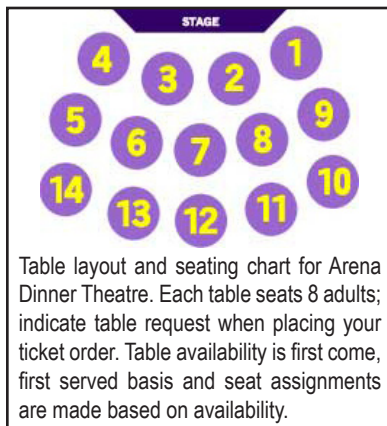 STAGE
4
3
2
1
5
6
7
8
9
14
13
12
11
10
Table layout and seating chart for Arena
Dinner Theatre. Each table seats 8 adults;
indicate table request when placing your
ticket order. Table availability is first come,
first served basis and seat assignments
are made based on availability.